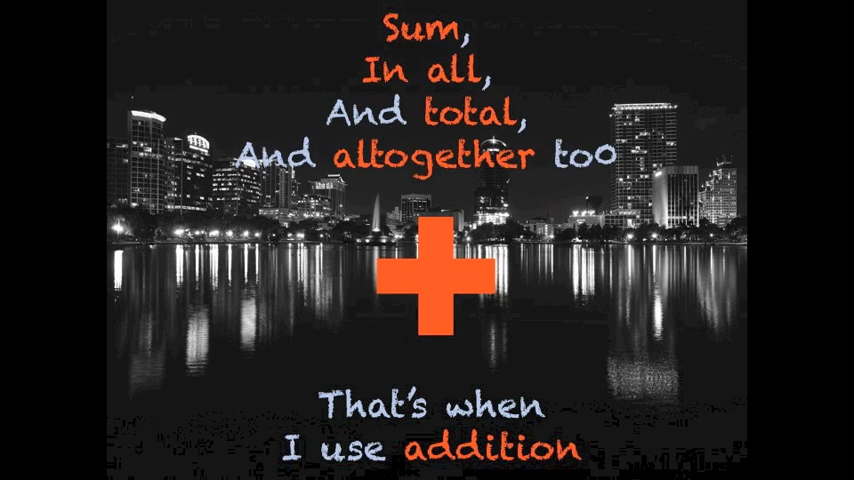 Sum,
In all,
And total,
And altogether too
That's when
I use addition